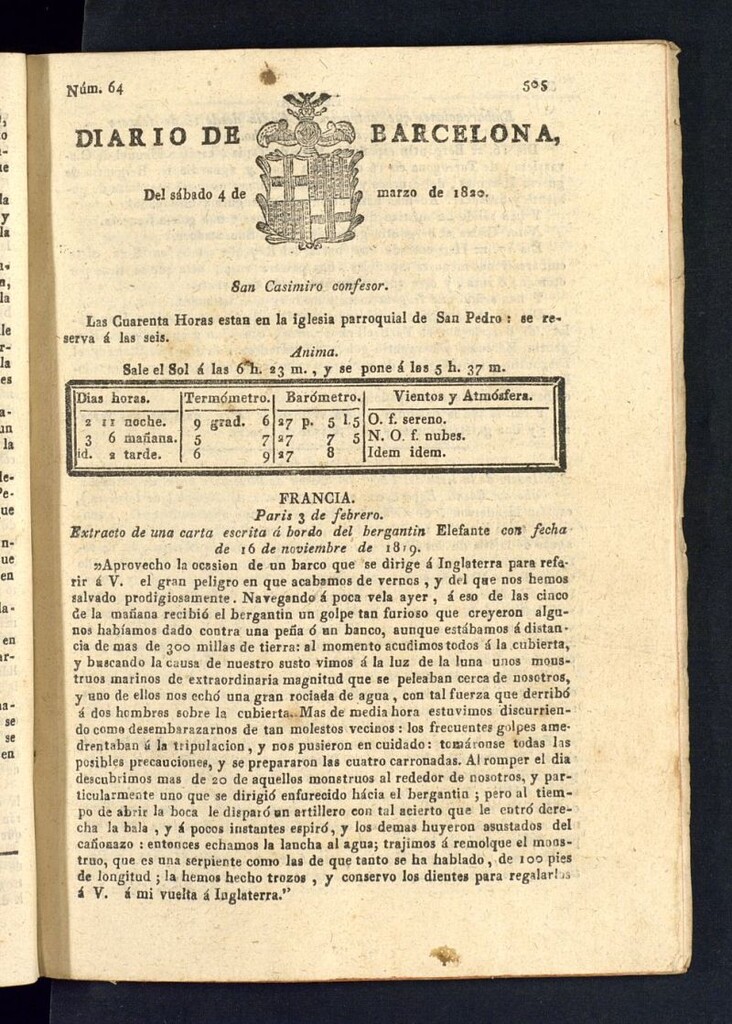 Núm. 64 505
DIARIO DE BARCELONA,
Del sábado 4 de marzo de 1820.
San Casimiro confesor.
Las Cuarenta Horas estan en la iglesia parroquial de San Pedro: se re-
serva á las seis.
Anima.
Sale el Sol á las 6 h. 23 m., y se pone á las 5 h. 37 m.
Dias horas. Termómetro. Barómetro. Vientos y Atmósfera.
2 11 noche. 9 grad. 6 27 p. 5 l. 5 O. f. sereno.
3 6 mañana. 5 7 27 7 5 N. O. f. nubes.
id. 2 tarde. 6 9 27 8 Idem idem.
FRANCIA.
Paris 3 de febrero.
Extracto de una carta escrita á bordo del bergantin Elefante con fecha
de 16 de noviembre de 1819.
"Aprovecho la ocasion de un barco que se dirige á Inglaterra para refe-
rir á V. el gran peligro en que acabamos de vernos, y del que nos hemos
salvado prodigiosamente. Navegando á poca vela ayer, á eso de las cinco
de la mañana recibió el bergantin un golpe tan furioso que creyeron algu-
nos habíamos dado contra una peña ó un banco, aunque estábamos á distan-
cia de mas de 300 millas de tierra: al momento acudimos todos á la cubierta,
y buscando la causa de nuestro susto vimos á la luz de la luna unos mons-
truos marinos de extraordinaria magnitud que se peleaban cerca de nosotros,
y uno de ellos nos echó una gran rociada de agua, con tal fuerza que derribó
á dos hombres sobre la cubierta. Mas de media hora estuvimos discurrien-
do como desembarazarnos de tan molestos vecinos: los frecuentes golpes ame-
drentaban á la tripulacion, y nos pusieron en cuidado: tomáronse todas las
posibles precauciones, y se prepararon las cuatro carronadas. Al romper el dia
descubrimos mas de 20 de aquellos monstruos al rededor de nosotros, y par-
ticularmente uno que se dirigió enfurecido hácia el bergantin; pero al tiem-
po de abrir la boca le disparó un artillero con tal acierto que le entró dere-
cha la bala, y á pocos instantes espiró, y los demas huyeron asustados del
cañonazo: entonces echamos la lancha al agua; trajimos á remolque el mons-
truo, que es una serpiente como las de que tanto se ha hablado, de 100 pies
de longitud; la hemos hecho trozos, y conservo los dientes para regalarlos
á V. á mi vuelta á Inglaterra."